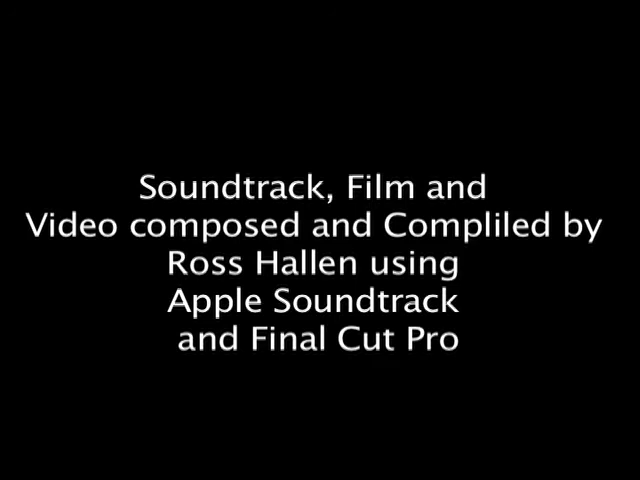 Soundtrack, Film and
Video composed and Compliled by
Ross Hallen using
Apple Soundtrack
and Final Cut Pro